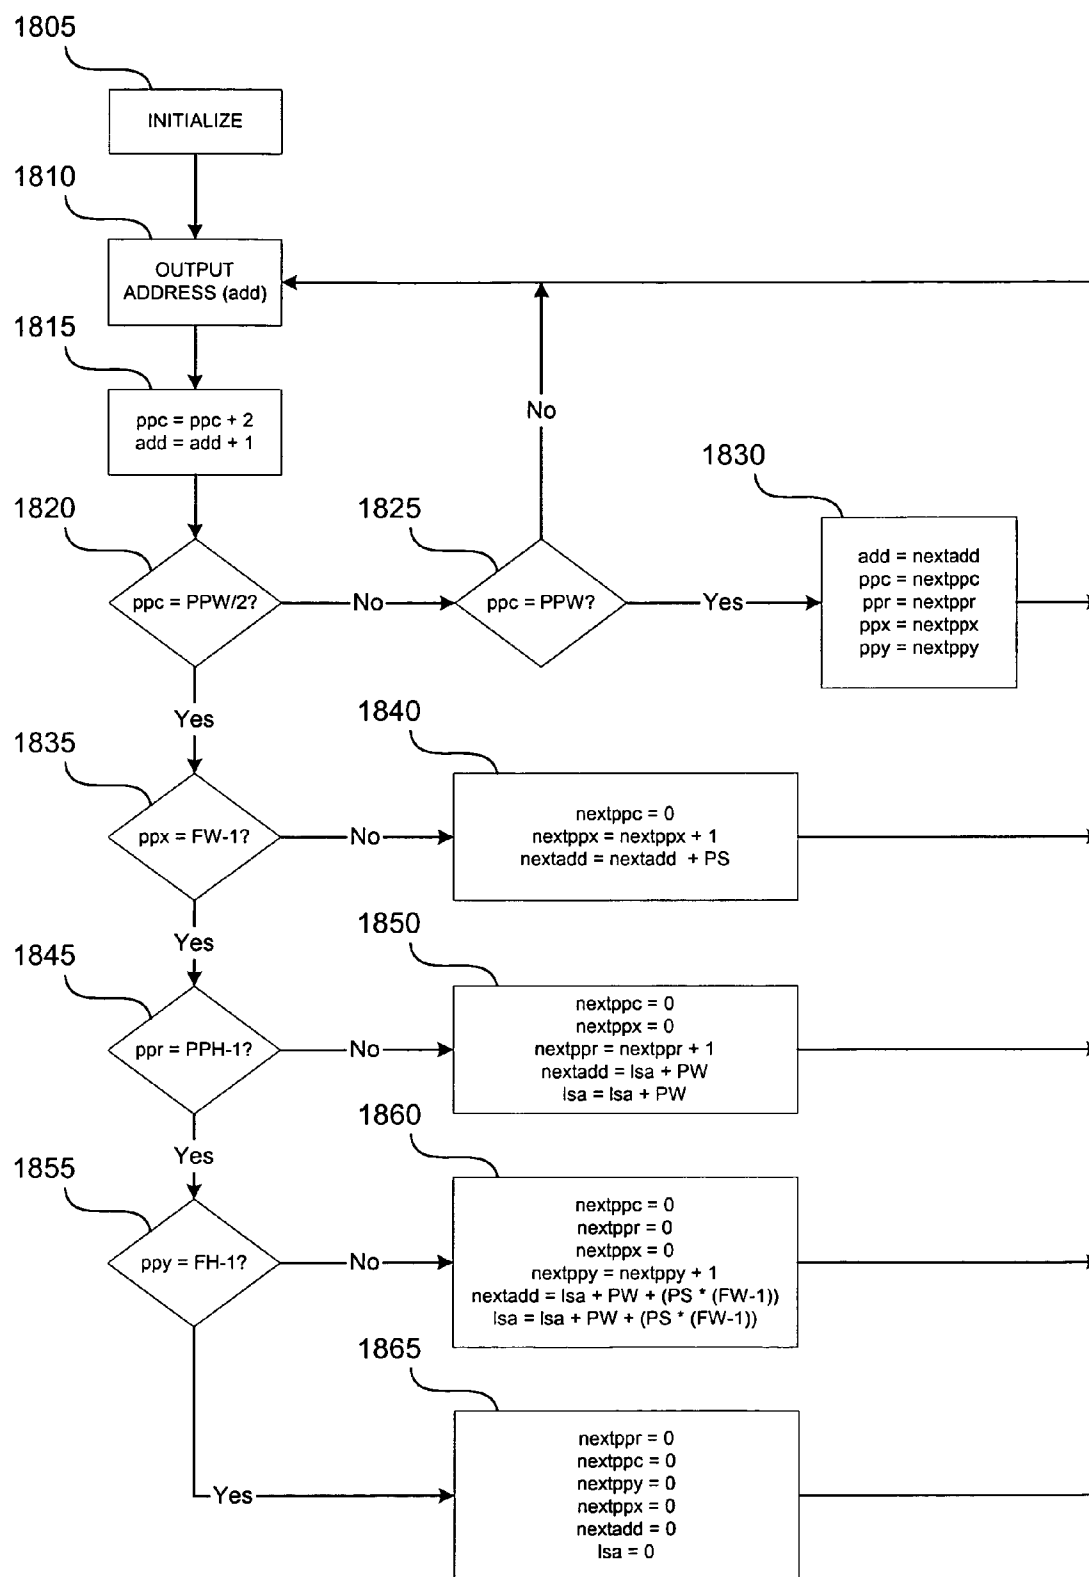 1805
INITIALIZE
1810
OUTPUT
ADDRESS (add)
1815
ppc = ppc + 2
add = add + 1
1820
ppc = PPW/2?
No
1825
ppc = PPW?
No
Yes
1830
add = nextadd
ppc = nextppc
ppr = nextppr
ppx = nextppx
ppy = nextppy
Yes
1835
ppx = FW-1?
No
1840
nextppc = 0
nextppx = nextppx + 1
nextadd = nextadd + PS
Yes
1845
ppr = PPH-1?
No
1850
nextppc = 0
nextppx = 0
nextppr = nextppr + 1
nextadd = lsa + PW
lsa = lsa + PW
Yes
1855
ppy = FH-1?
No
1860
nextppc = 0
nextppr = 0
nextppx = 0
nextppy = nextppy + 1
nextadd = lsa + PW + (PS * (FW-1))
lsa = lsa + PW + (PS * (FW-1))
Yes
1865
nextppr = 0
nextppc = 0
nextppy = 0
nextppx = 0
nextadd = 0
lsa = 0